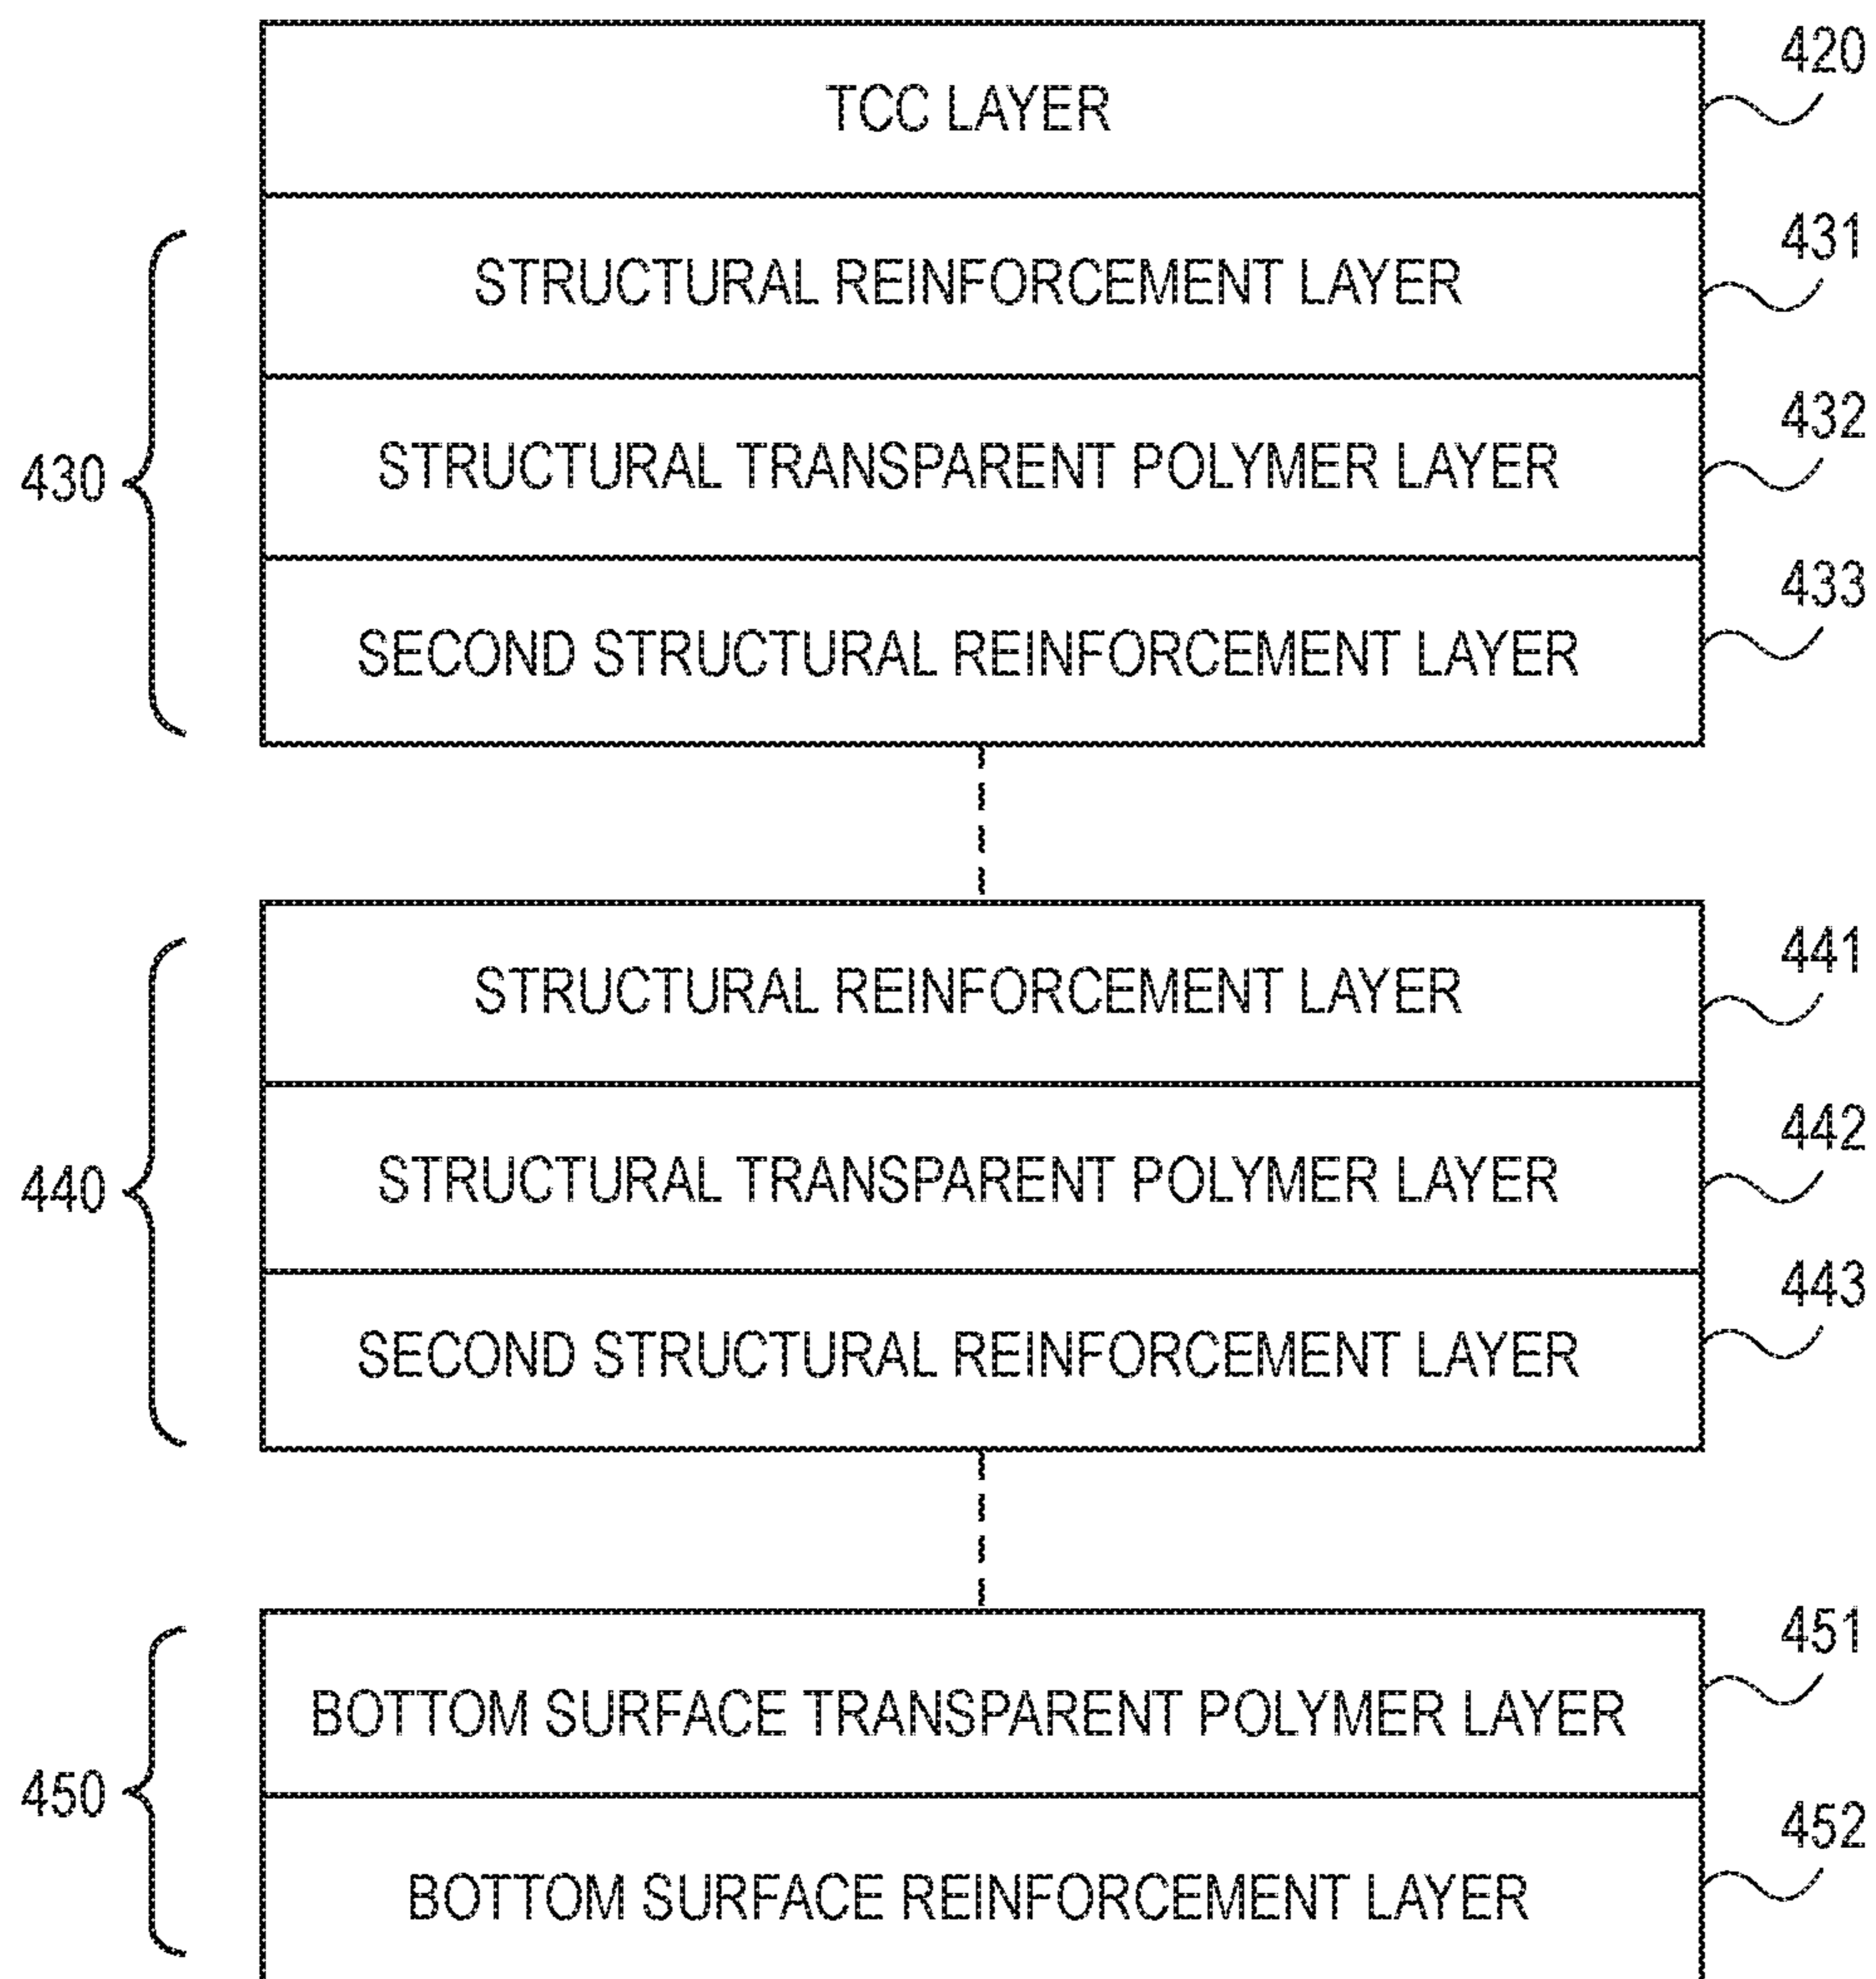 TCC LAYER
420
STRUCTURAL REINFORCEMENT LAYER
431
430
STRUCTURAL TRANSPARENT POLYMER LAYER
432
SECOND STRUCTURAL REINFORCEMENT LAYER
433
STRUCTURAL REINFORCEMENT LAYER
441
440
STRUCTURAL TRANSPARENT POLYMER LAYER
442
SECOND STRUCTURAL REINFORCEMENT LAYER
443
BOTTOM SURFACE TRANSPARENT POLYMER LAYER
451
450
BOTTOM SURFACE REINFORCEMENT LAYER
452